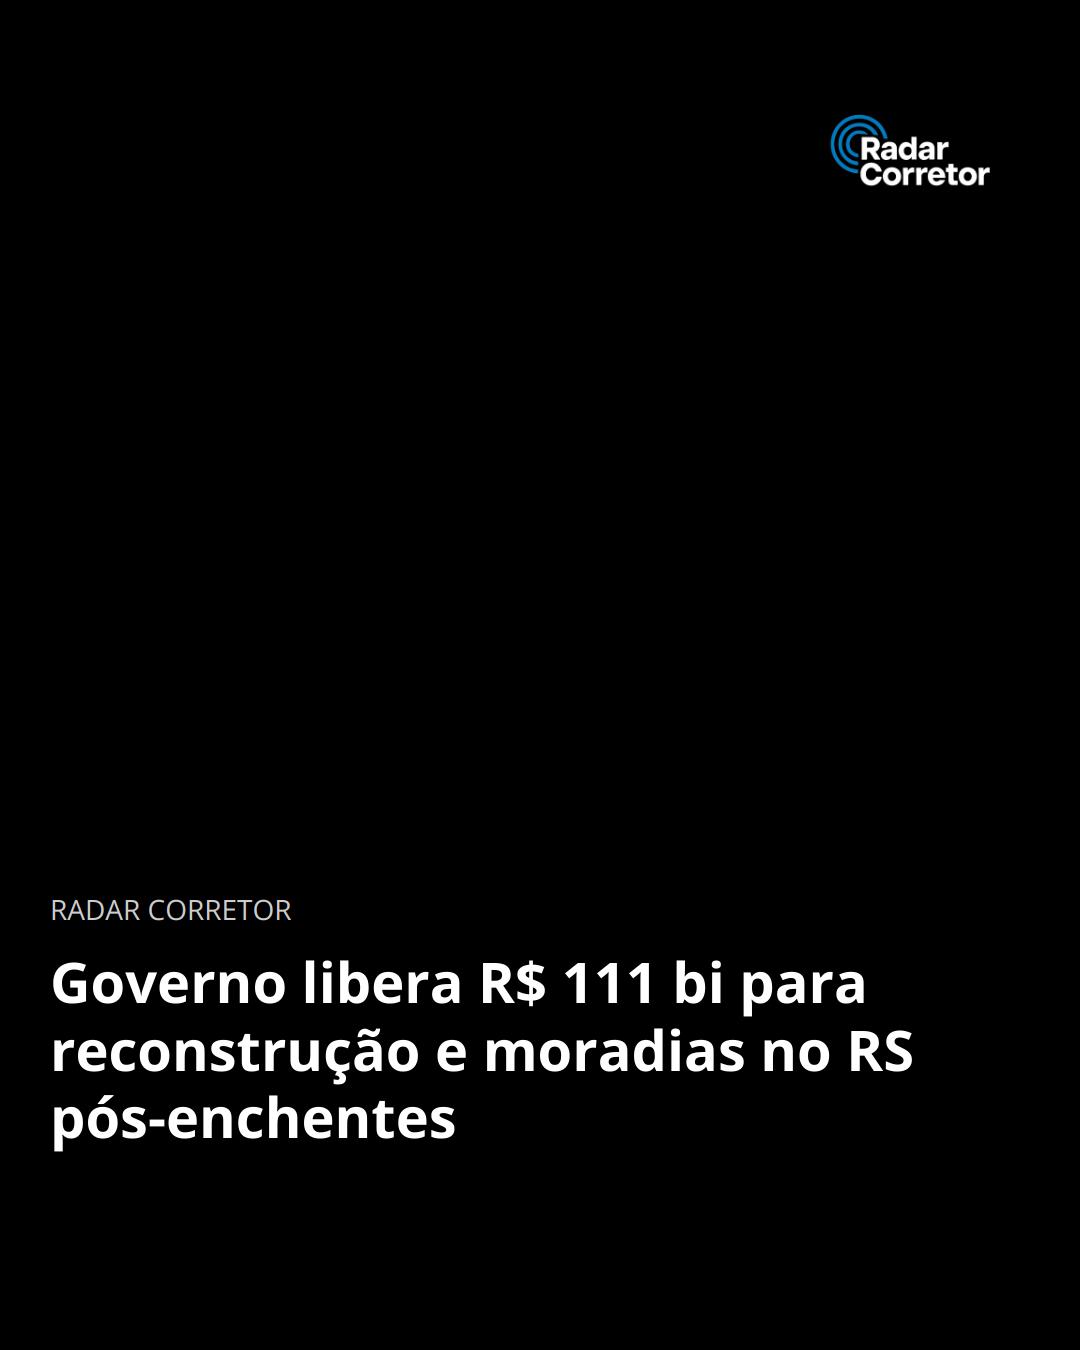 Radar
Corretor
RADAR CORRETOR
Governo libera R$ 111 bi para
reconstrução e moradias no RS
pós-enchentes